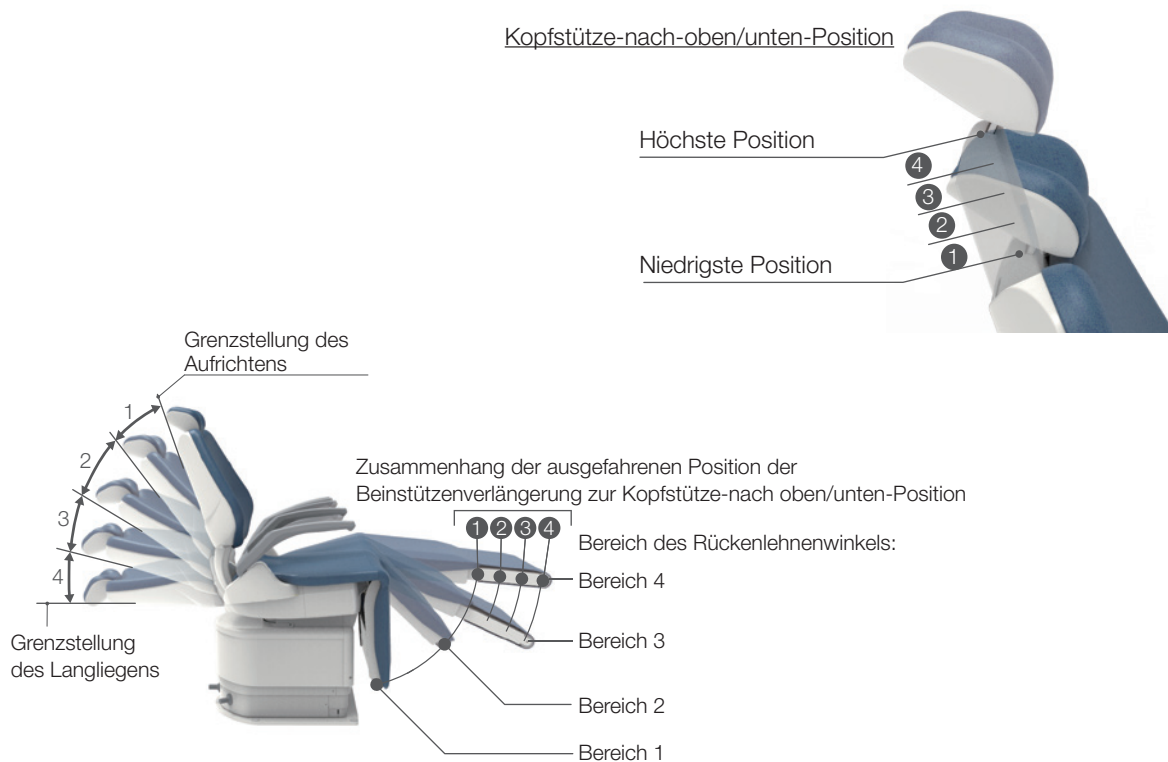 Kopfstütze-nach-oben/unten-Position
Höchste Position
4
3
2
1
Niedrigste Position
Grenzstellung des
Aufrichtens
1
2
3
4
Grenzstellung
des Langliegens
Zusammenhang der ausgefahrenen Position der
Beinstützenverlängerung zur Kopfstütze-nach oben/unten-Position
1 2 3 4
Bereich des Rückenlehnenwinkels:
Bereich 4
Bereich 3
Bereich 2
Bereich 1